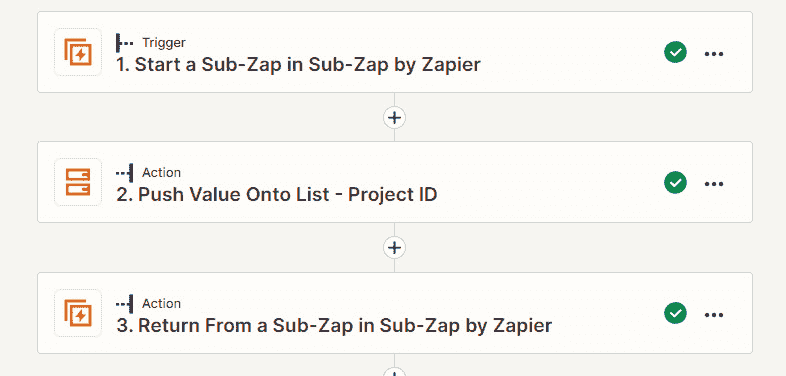 Trigger
1. Start a Sub-Zap in Sub-Zap by Zapier
Action
2. Push Value Onto List - Project ID
Action
3. Return From a Sub-Zap in Sub-Zap by Zapier